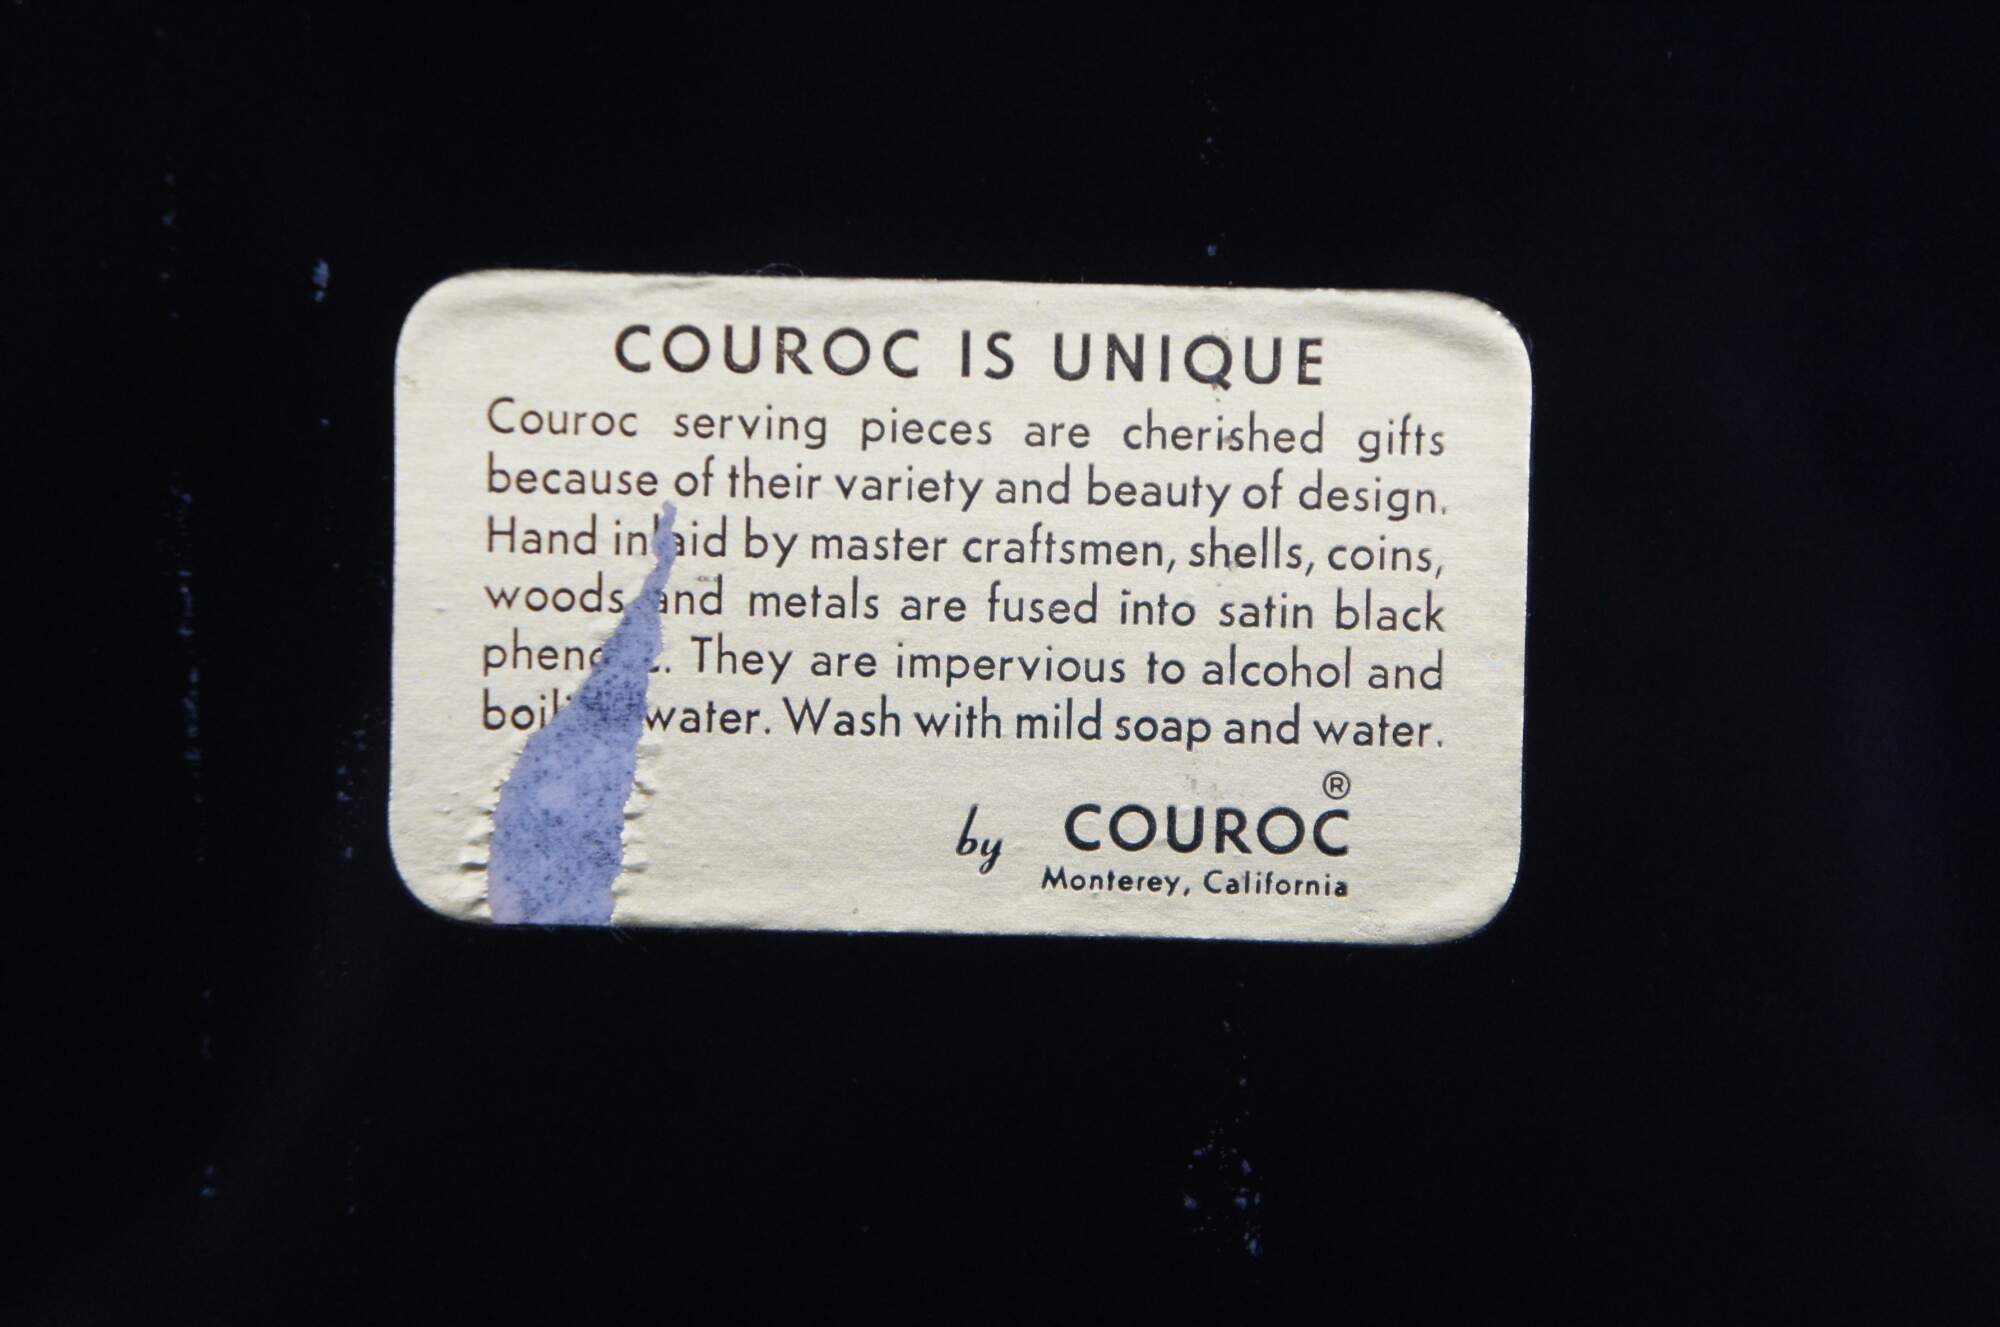 COUROC IS UNIQUE
Couroc serving pieces are cherished gifts
because of their variety and beauty of design.
Hand inlaid by master craftsmen, shells, coins,
woods and metals are fused into satin black
They are impervious to alcohol and
water. Wash with mild soap and water.
®
by COUROC
Monterey, California